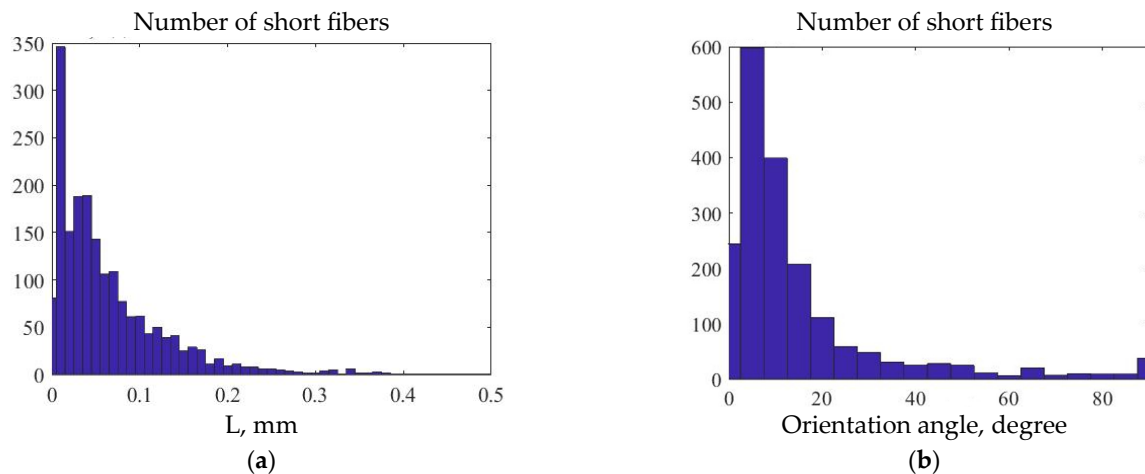 Number of short fibers
350
300
250
200
150
100
50
0
0 0.1 0.2 0.3 0.4 0.5
L, mm
(a)
Number of short fibers
600
500
400
300
200
100
0
0 20 40 60 80
Orientation angle, degree
(b)